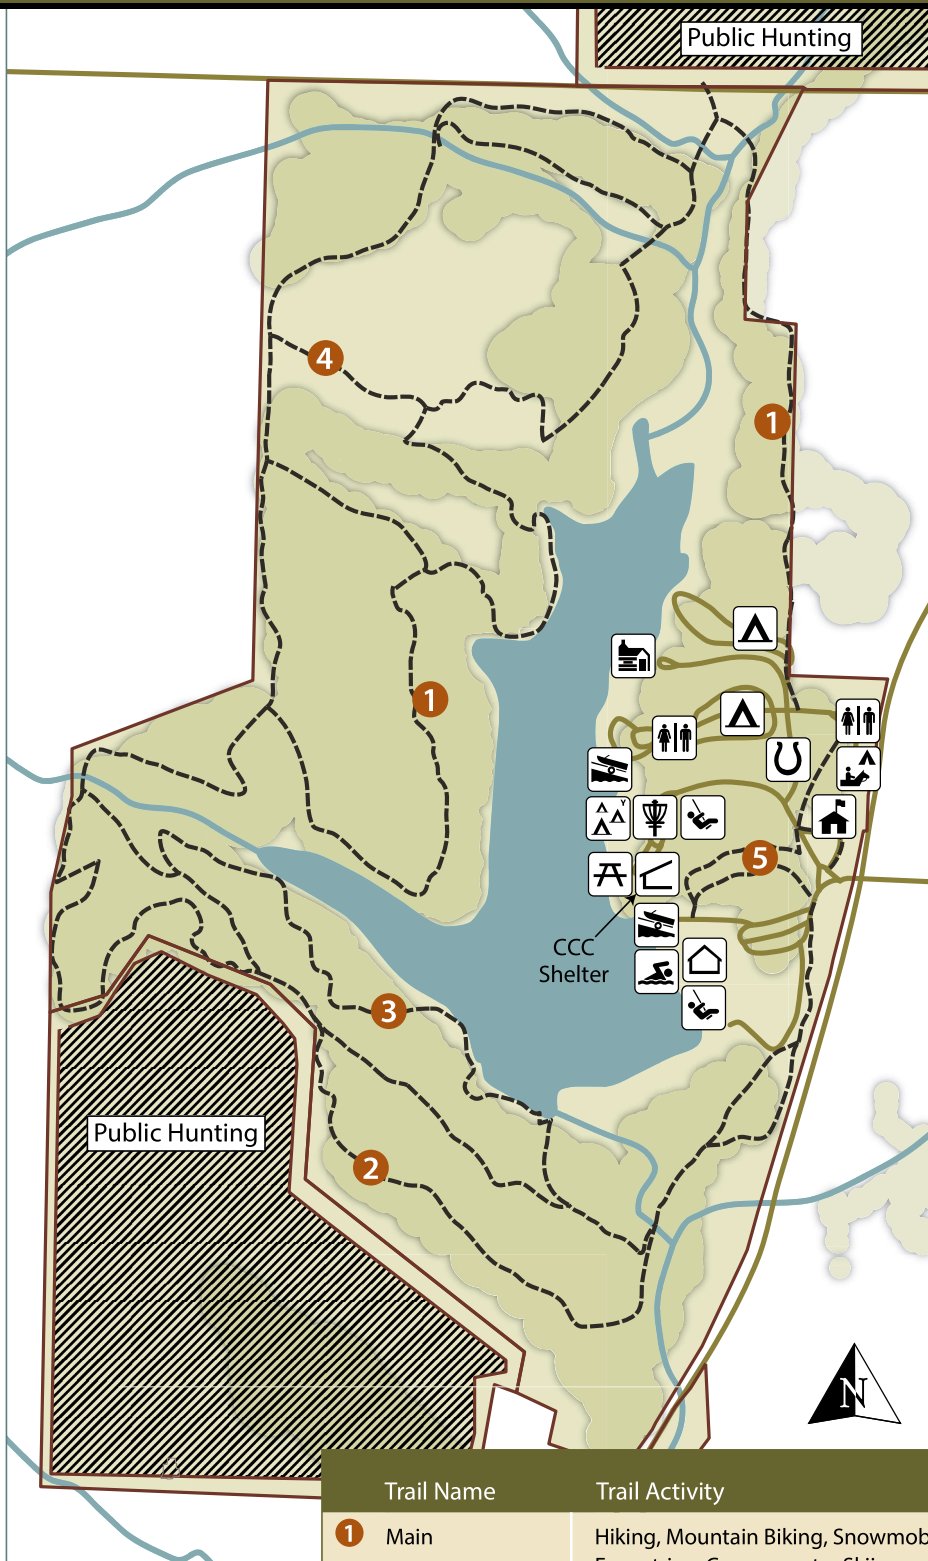 Public Hunting
4
1
1
5
CCC
Shelter
3
Public Hunting
2
N
Trail Name Trail Activity
1 Main Hiking, Mountain Biking, Snowmob